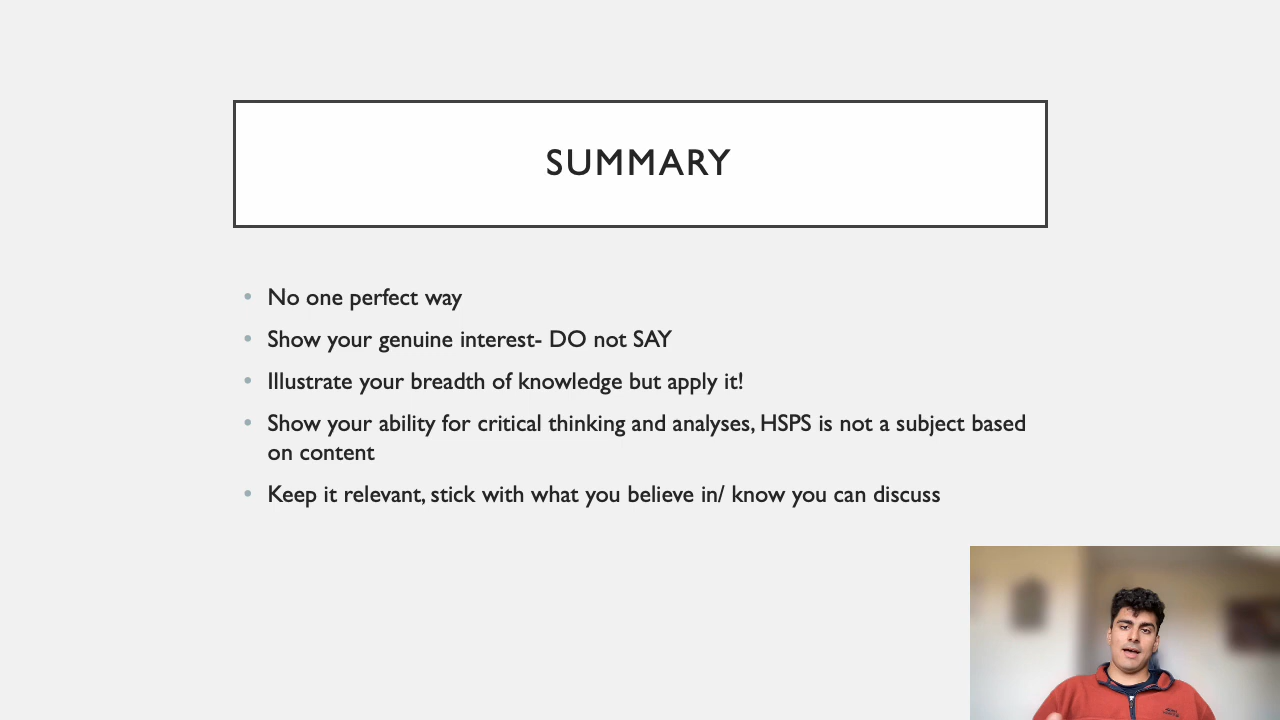 SUMMARY
• No one perfect way
• Show your genuine interest- DO not SAY
• Illustrate your breadth of knowledge but apply it!
• Show your ability for critical thinking and analyses, HSPS is not a subject based
on content
• Keep it relevant, stick with what you believe in/ know you can discuss